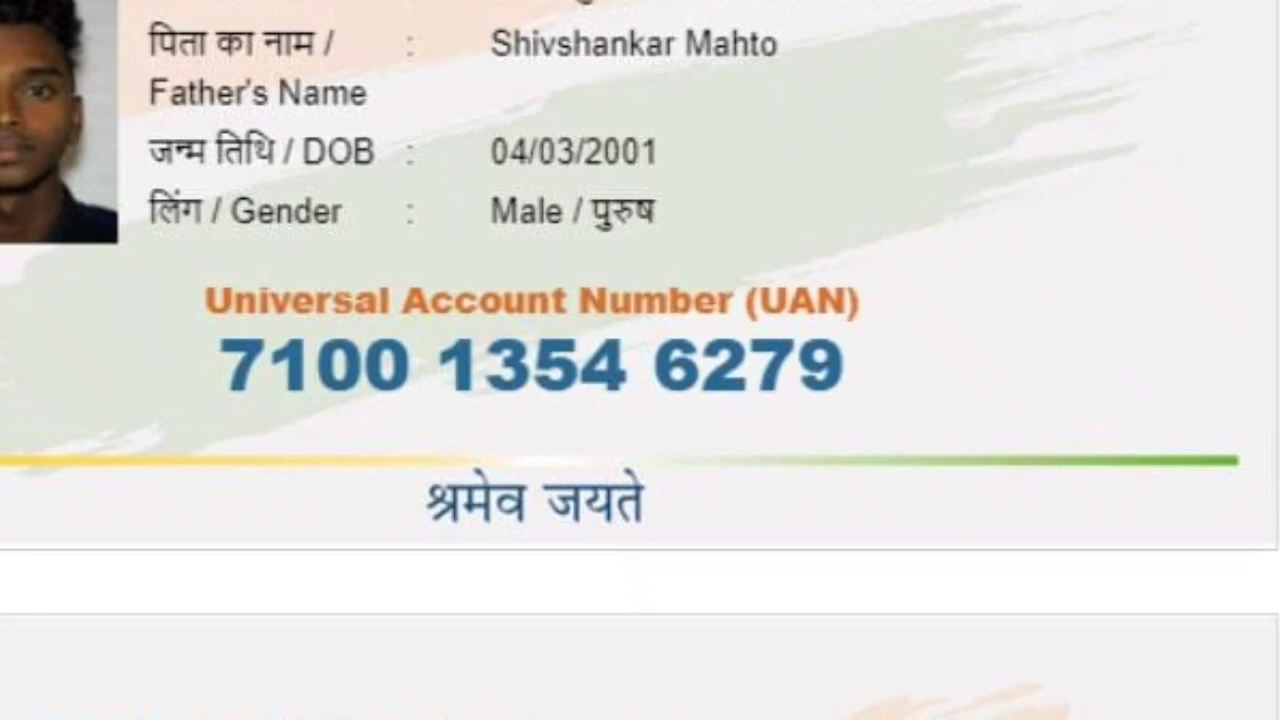 पिता का नाम / : Shivshankar Mahto
Father's Name
जन्म तिथि / DOB : 04/03/2001
लिंग / Gender : Male / पुरुष
Universal Account Number (UAN)
7100 1354 6279
श्रमेव जयते